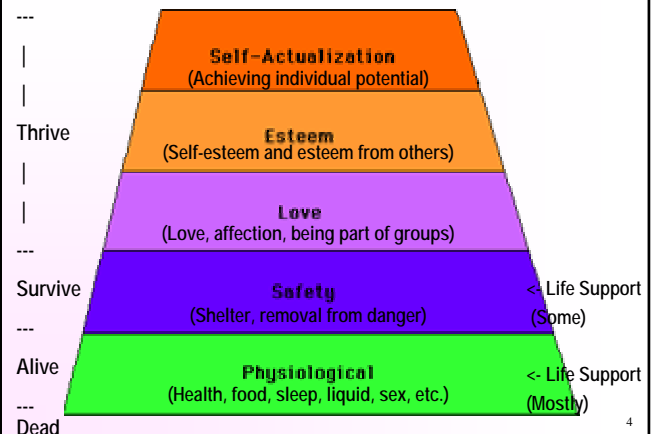 ---
|
Self-Actualization
(Achieving individual potential)
|
Thrive
Esteem
(Self-esteem and esteem from others)
|
|
Love
(Love, affection, being part of groups)
---
Survive
Safety
<- Life Support
(Shelter, removal from danger)
(Some)
---
Alive
Physiological
<- Life Support
(Health, food, sleep, liquid, sex, etc.)
(Mostly)
---
Dead
4